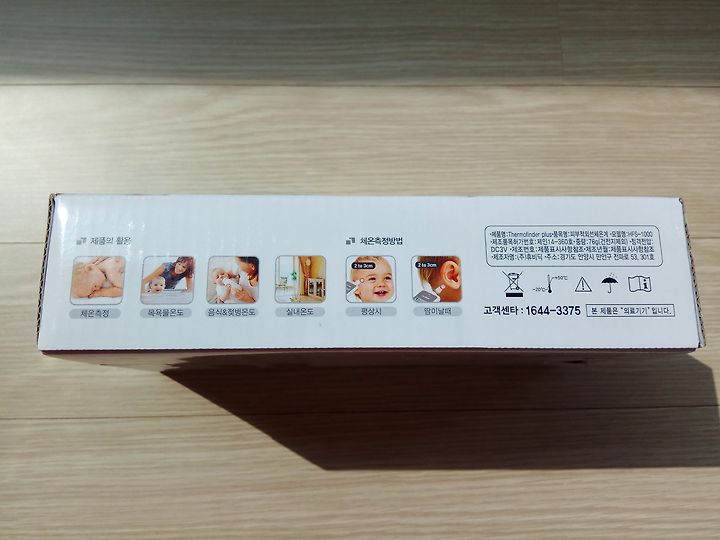 제품의 활용
체온측정
목욕물온도
음식&젖병온도
실내온도
체온측정방법
2 to 3cm
2 to 3cm
평상시
땀이날때
•제품명:Thermofinder plus•품목명:피부적외선체온계 •모델명:HFS-1000
•제조품목허가번호: 제인14-360호•중량:76g(건전지제외) •정격전압:
DC3V •제조번호:제품표시사항참조•제조년월:제품표시사항참조
•제조자명:(주)휴비딕 •주소:경기도 안양시 만안구 전파로 53, 301호
-20℃
+50℃
고객센타 : 1644-3375
본 제품은 "의료기기" 입니다.